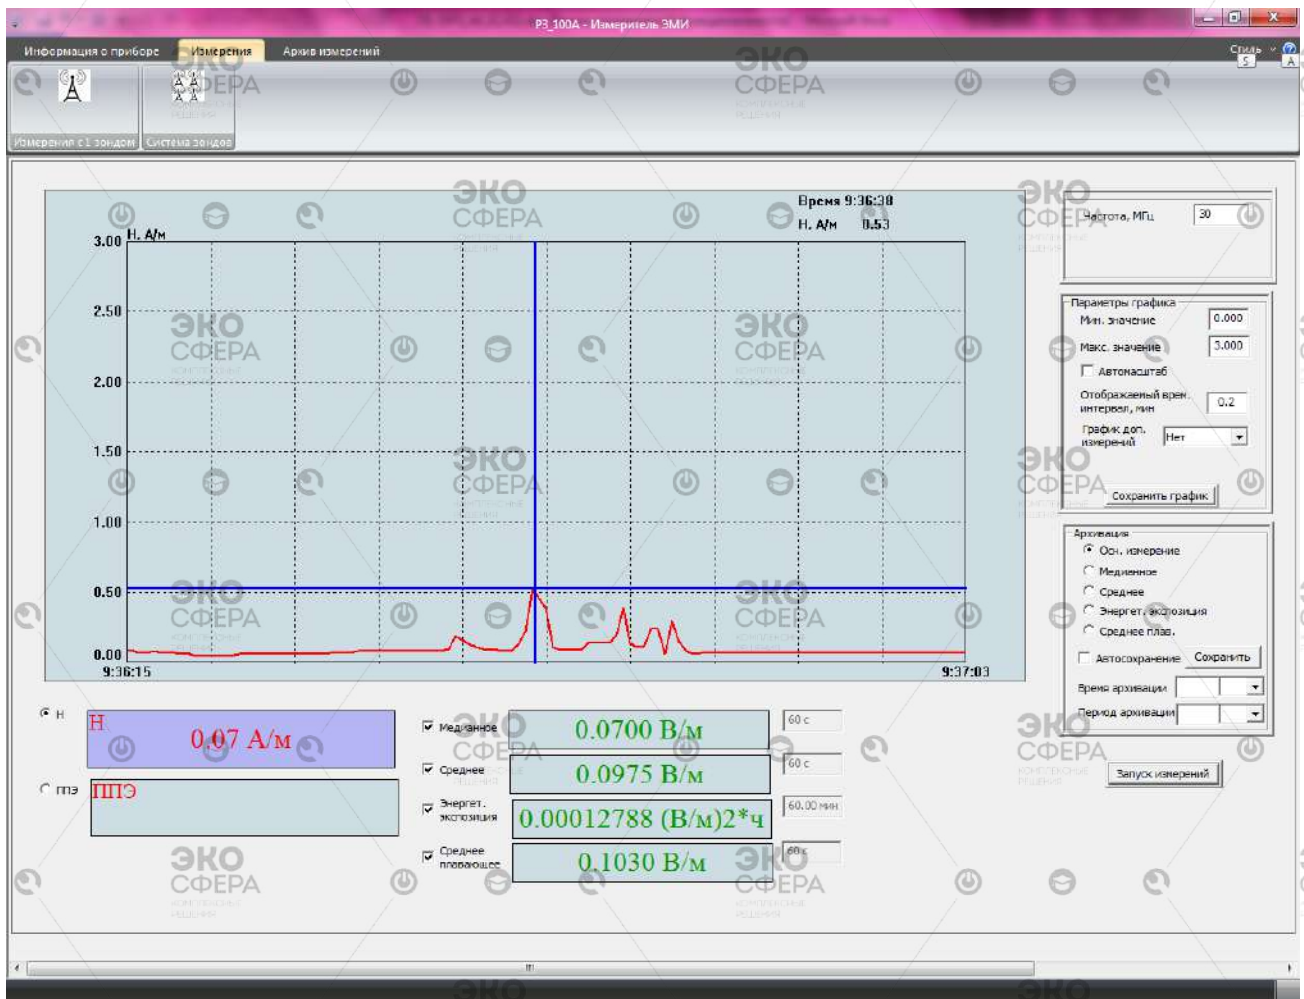 РЗ_100А - Измеритель ЭМИ
Информация о приборе Измерения Архив измерений Стиль
S A
Измерения с 1 зондом Система зондов
Время 9:36:38
Н. А/м 0.53
Н. А/м
3.00
2.50
2.00
1.50
1.00
0.50
0.00
9:36:15 9:37:03
Частота, МГц 30
Параметры графика
Мин. значение 0.000
Макс. значение 3.000
Автомасштаб
Отображаемый врем.
интервал, мин 0.2
График доп.
измерений Нет
Сохранить график
Архивация
Осн. измерение
Медианное
Среднее
Энергет. экспозиция
Среднее плав.
Автосохранение Сохранить
Время архивации
Период архивации
Запуск измерений
Н
Н
0.07 А/м
ппэ
ППЭ
Медианное 0.0700 В/м 60 с
Среднее 0.0975 В/м 60 с
Энергет.
экспозиция 0.00012788 (В/м)2*ч 60.00 мин
Среднее
плавающее 0.1030 В/м 60 с
ЭКО
СФЕРА
КОМПЛЕКСНЫЕ
РЕШЕНИЯ